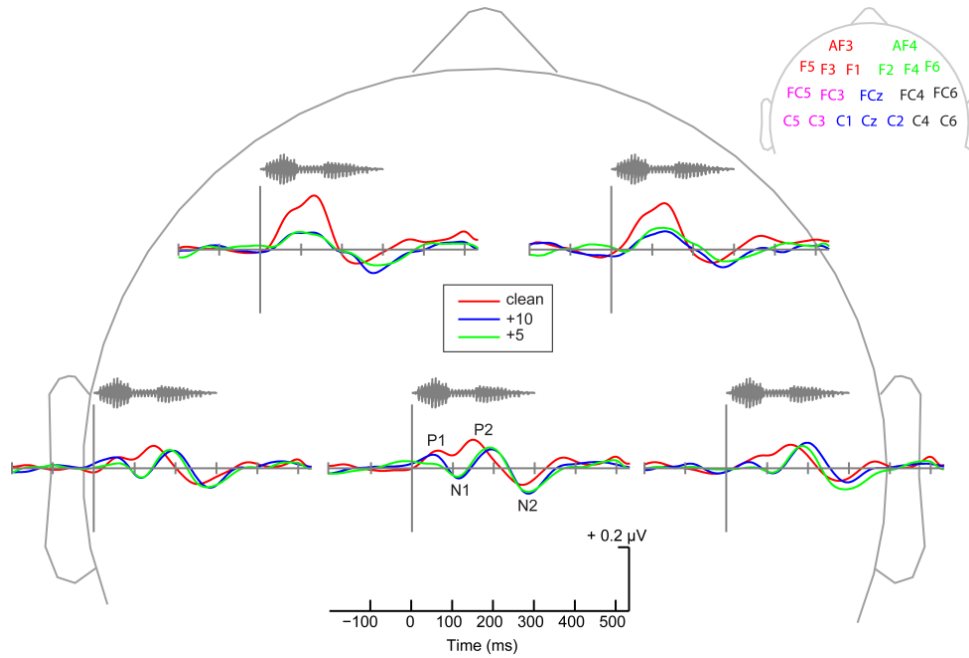 AF3 AF4
F5 F3 F1 F2 F4 F6
FC5 FC3 FCz FC4 FC6
C5 C3 C1 Cz C2 C4 C6
clean
+10
+5
P1 P2
N1 N2
+ 0.2 µV
−100 0 100 200 300 400 500
Time (ms)